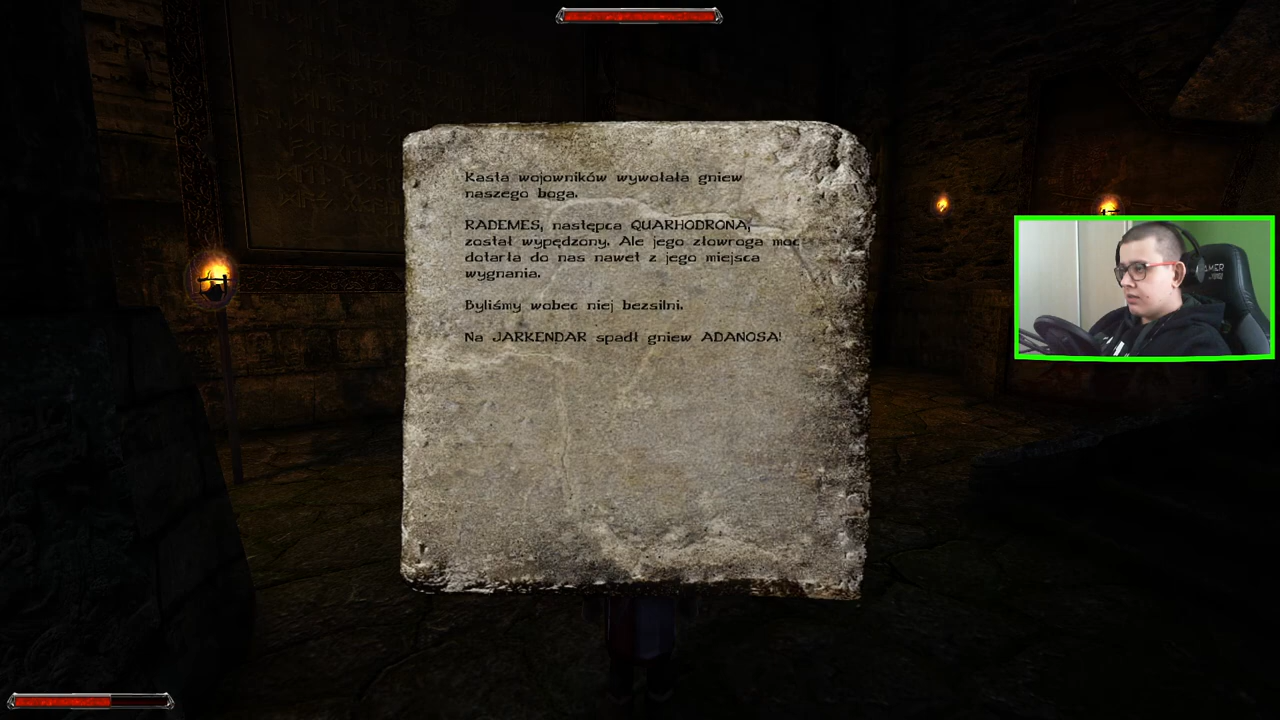 Kasta wojowników wywołała gniew
naszego boga.
RADEMES, następca QUARHODRONA,
został wypędzony. Ale jego złowroga moc
dotarła do nas nawet z jego miejsca
wygnania.
Byliśmy wobec niej bezsilni.
Na JARKENDAR spadł gniew ADANOSA!